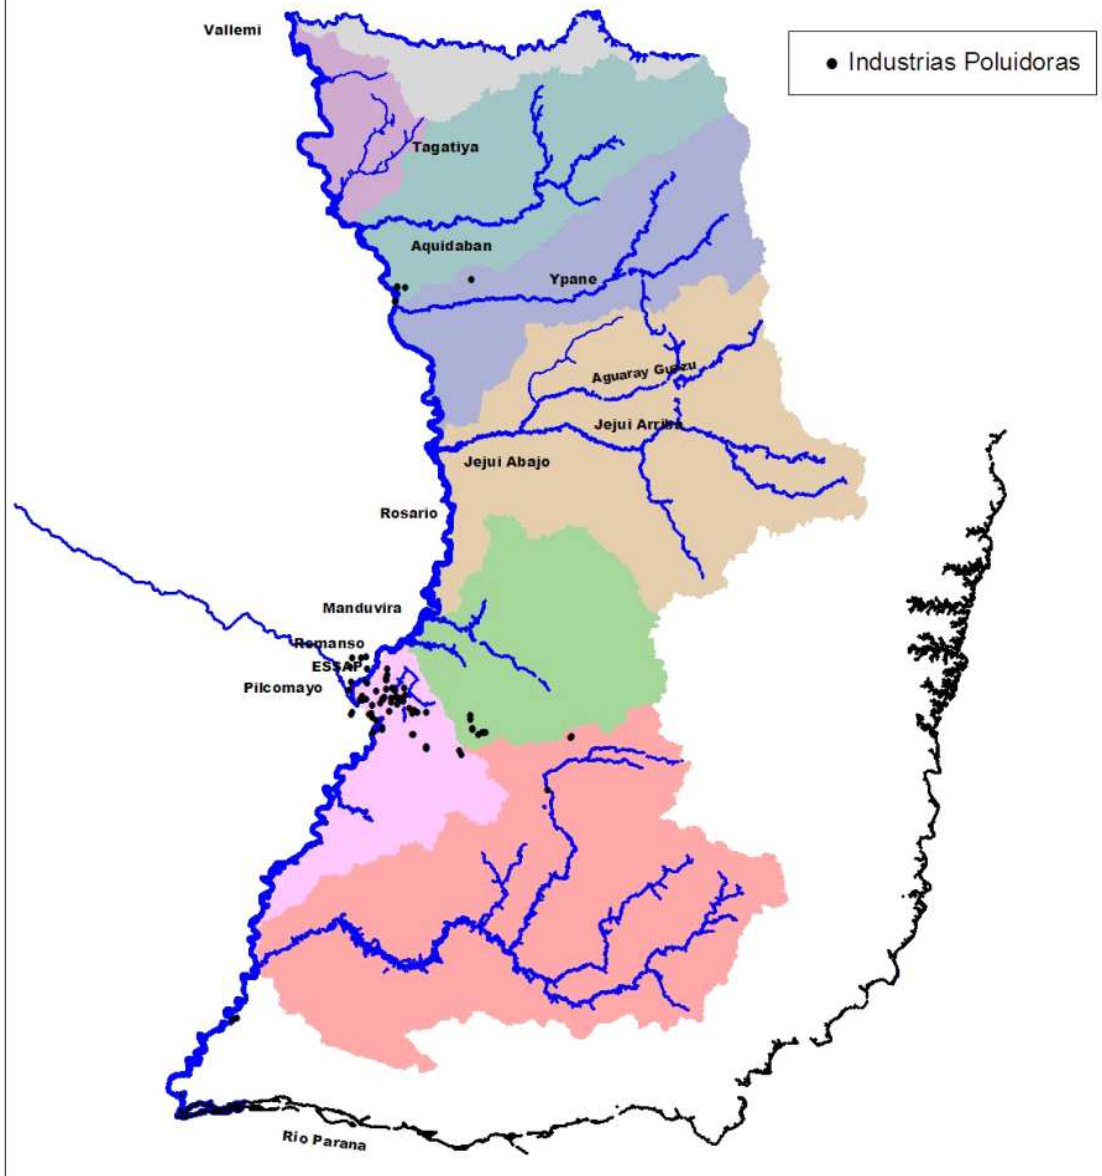 Vallemi
Industrias Poluidoras
Tagatiya
Aquidaban
Ypane
Aguaray Guazu
Jejui Arriba
Jejui Abajo
Rosario
Manduvira
Remanso
ESSAP
Pilcomayo
Rio Parana